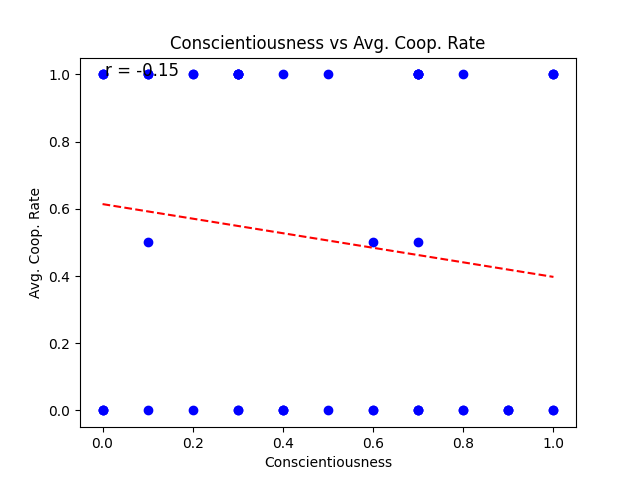 Conscientiousness vs Avg. Coop. Rate
r = -0.15
1.0
0.8
0.6
0.4
0.2
0.0
Avg. Coop. Rate
0.0 0.2 0.4 0.6 0.8 1.0
Conscientiousness